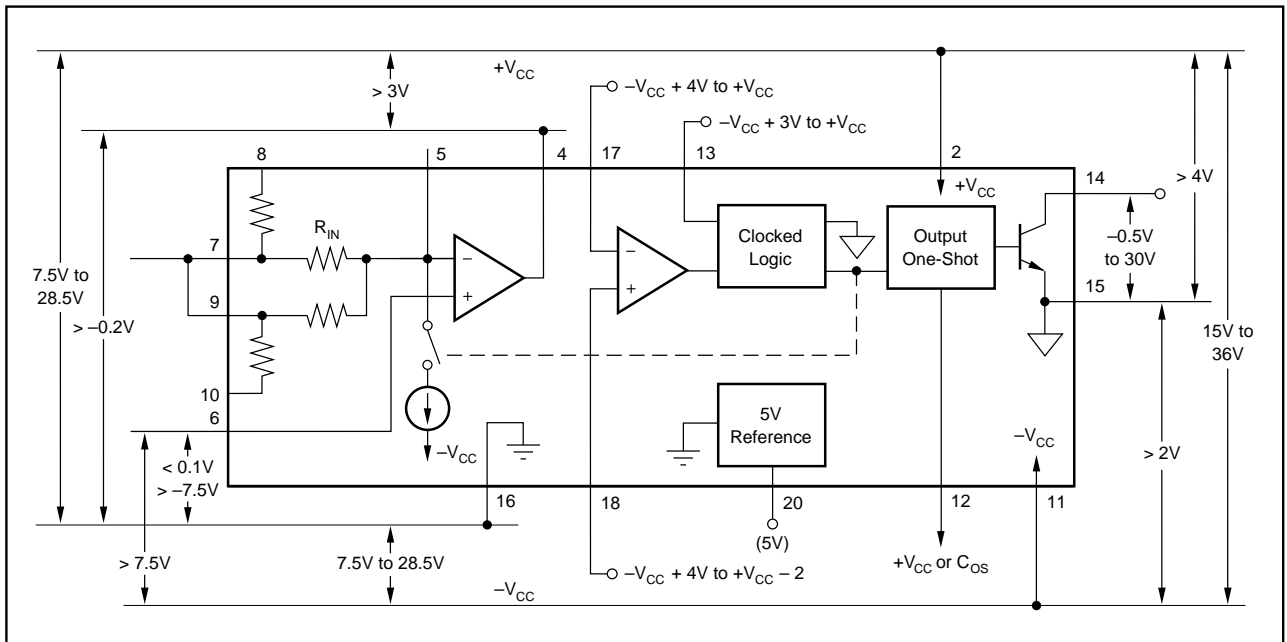 +VCC
> 3V
–VCC + 4V to +VCC
–VCC + 3V to +VCC
8
5
4
17
13
2
14
+VCC
> 4V
7
RIN
–
+
–
+
Clocked
Logic
Output
One-Shot
–0.5V
to 30V
7.5V to
28.5V
9
> –0.2V
15
15V to
36V
10
6
5V
Reference
–VCC
–VCC
< 0.1V
> –7.5V
> 2V
16
18
20
12
11
(5V)
> 7.5V
7.5V to 28.5V
–VCC + 4V to +VCC – 2
+VCC or COS
–VCC